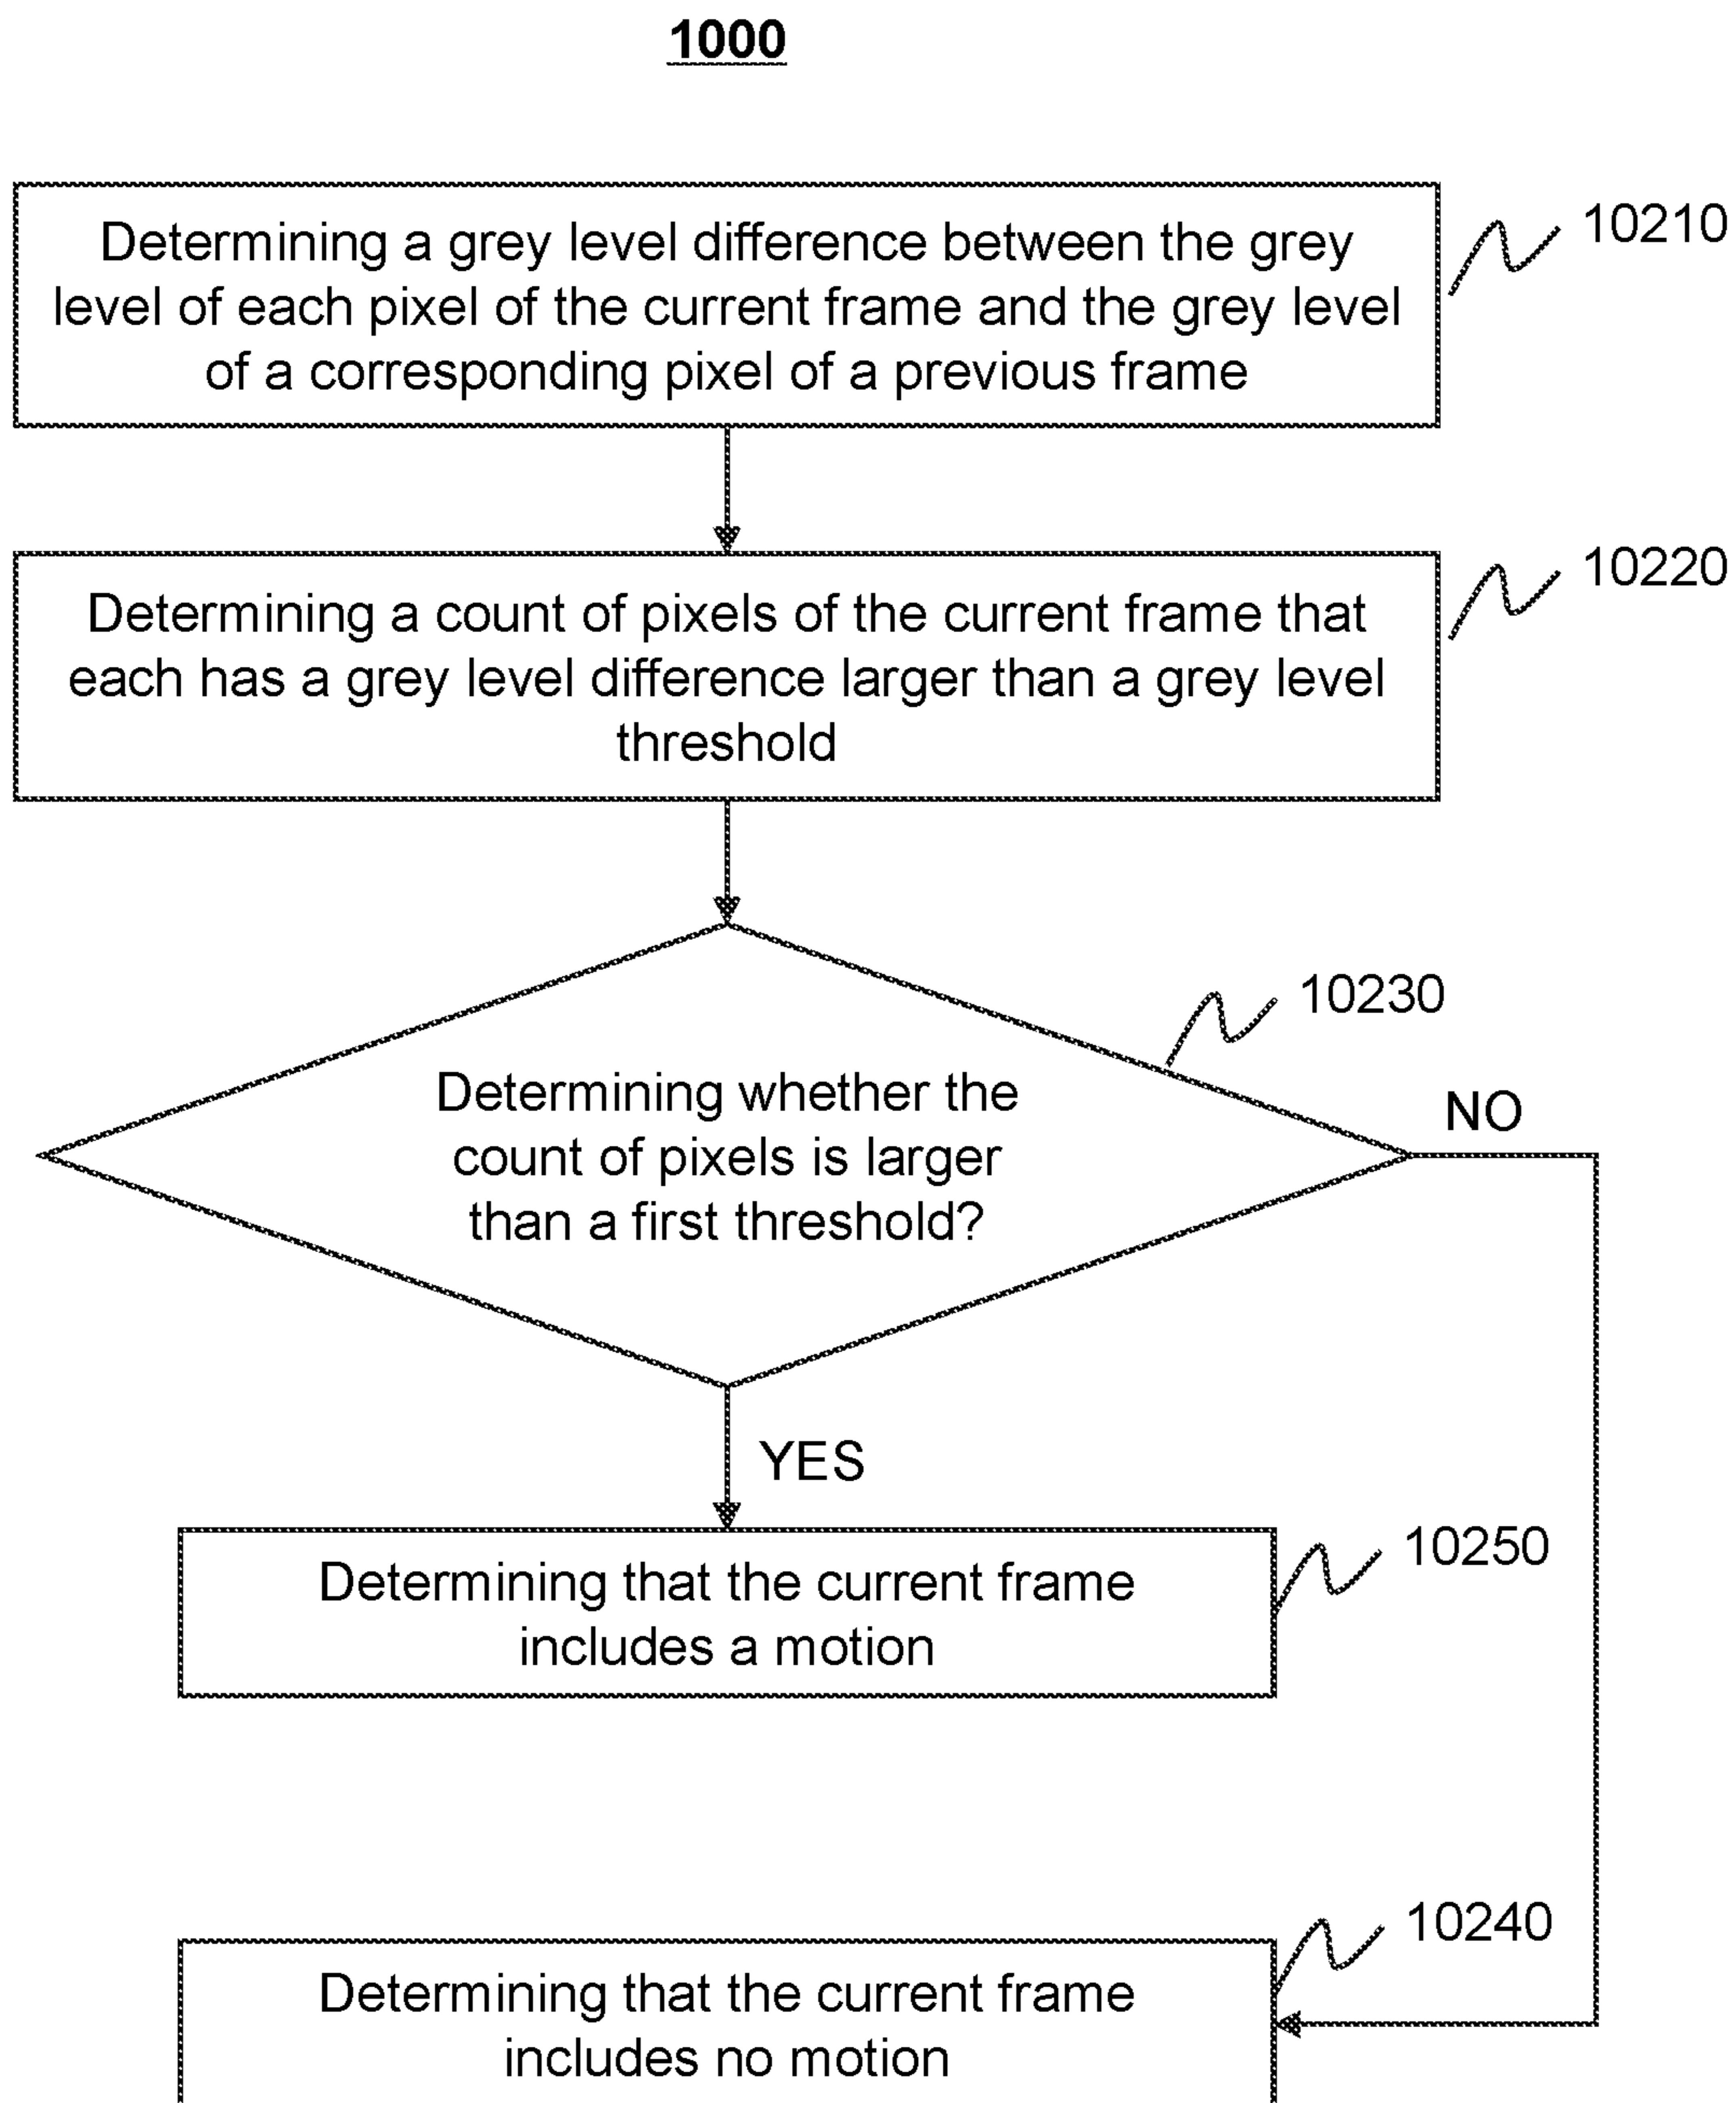 1000
Determining a grey level difference between the grey
level of each pixel of the current frame and the grey level
of a corresponding pixel of a previous frame
10210
Determining a count of pixels of the current frame that
each has a grey level difference larger than a grey level
threshold
10220
10230
Determining whether the
count of pixels is larger
than a first threshold?
NO
YES
Determining that the current frame
includes a motion
10250
10240
Determining that the current frame
includes no motion